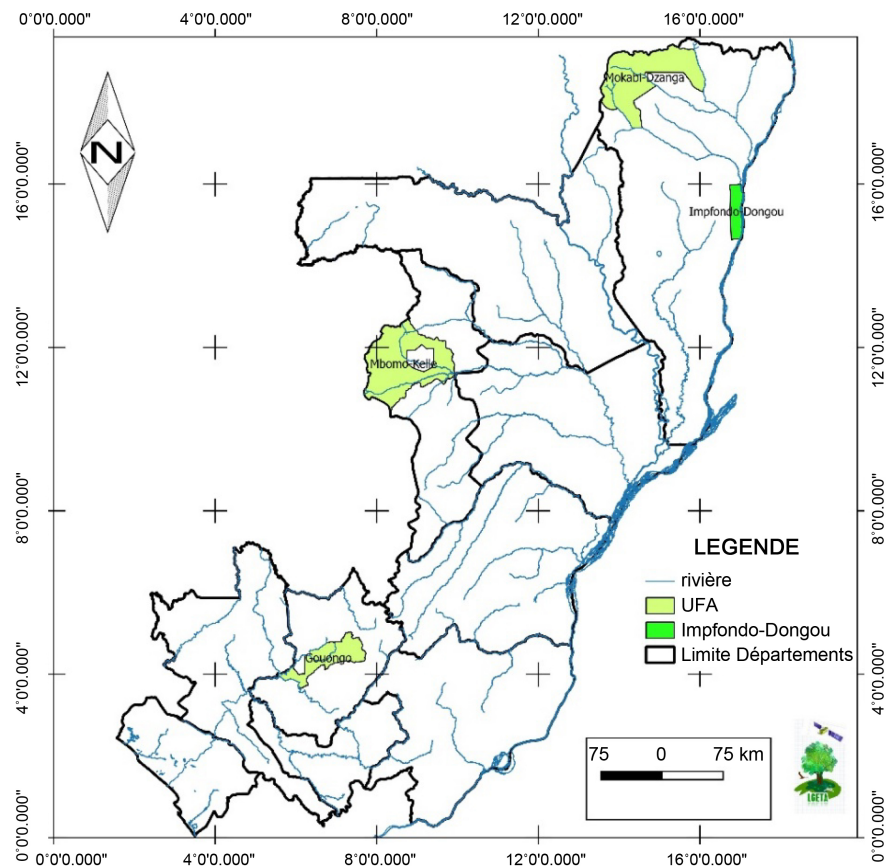 0°0'0.000" 4°0'0.000" 8°0'0.000" 12°0'0.000" 16°0'0.000"
N
Mokabi-Dzanga
16°0'0.000" 16°0'0.000"
Impfondo-Dongou
12°0'0.000" 12°0'0.000"
Mbomo-Kelle
8°0'0.000" 8°0'0.000"
LEGENDE
rivière
UFA
Impfondo-Dongou
Limite Départements
Gouongo
4°0'0.000" 4°0'0.000"
75 0 75 km
LGETA
0°0'0.000" 0°0'0.000"
0°0'0.000" 4°0'0.000" 8°0'0.000" 12°0'0.000" 16°0'0.000"